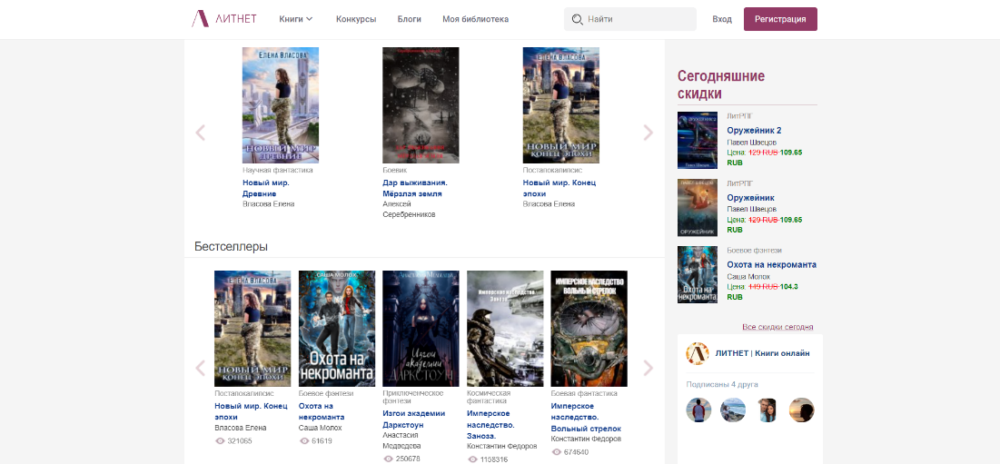 ЛИТНЕТ
Книги
Конкурсы
Блоги
Моя библиотека
Найти
Вход
Регистрация
ЕЛЕНА ВЛАСОВА
НОВЫЙ МИР
ДРЕВНИЕ
Научная фантастика
Новый мир.
Древние
Власова Елена
Боевик
Дар выживания.
Мёрзлая земля
Алексей
Серебренников
НОВЫЙ МИР
КОНЕЦ ЭПОХИ
Постапокалипсис
Новый мир. Конец
эпохи
Власова Елена
Бестселлеры
ЕЛЕНА ВЛАСОВА
НОВЫЙ МИР
КОНЕЦ ЭПОХИ
Постапокалипсис
Новый мир. Конец
эпохи
Власова Елена
321065
САША МОЛОХ
Охота на
некроманта
Боевое фэнтези
Охота на
некроманта
Саша Молох
61619
Изгои
академии
ДАРКСТОУН
Приключенческое
фэнтези
Изгои академии
Даркстоун
Анастасия
Медведева
250678
Имперское наследство
Заноза
Космическая
фантастика
Имперское
наследство.
Заноза.
Константин Федоров
1158316
ИМПЕРСКОЕ НАСЛЕДСТВО
ВОЛЬНЫЙ СТРЕЛОК
Боевая фантастика
Имперское
наследство.
Вольный стрелок
Константин Федоров
674640
Сегодняшние
скидки
Павел Швецов
ЛитРПГ
Оружейник 2
Павел Швецов
Цена: 129 RUB 109.65
RUB
ОРУЖЕЙНИК
ЛитРПГ
Оружейник
Павел Швецов
Цена: 129 RUB 109.65
RUB
Охота на
некроманта
Боевое фэнтези
Охота на некроманта
Саша Молох
Цена: 149 RUB 104.3
RUB
Все скидки сегодня
ЛИТНЕТ | Книги онлайн
Подписаны 4 друга